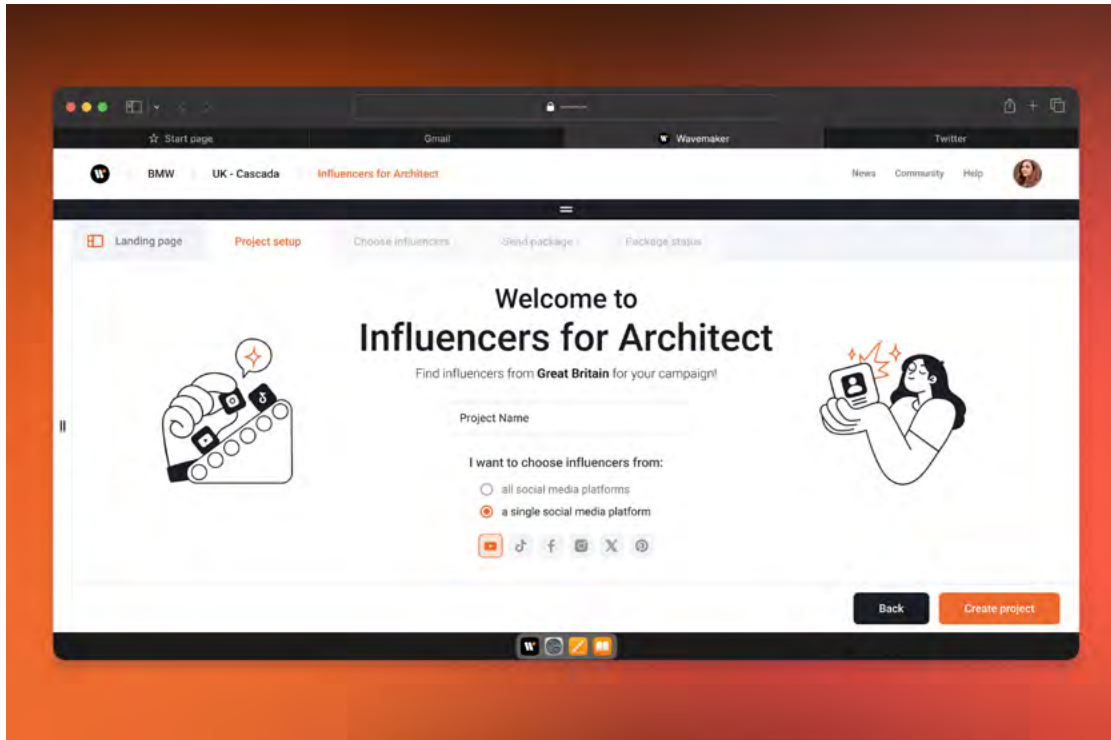 Start page
Gmail
Wavemaker
Twitter
BMW
UK - Cascada
Influencers for Architect
News
Community
Help
Landing page
Project setup
Choose influencers
Send package
Package status
Welcome to
Influencers for Architect
Find influencers from Great Britain for your campaign!
Project Name
I want to choose influencers from:
all social media platforms
a single social media platform
Back
Create project